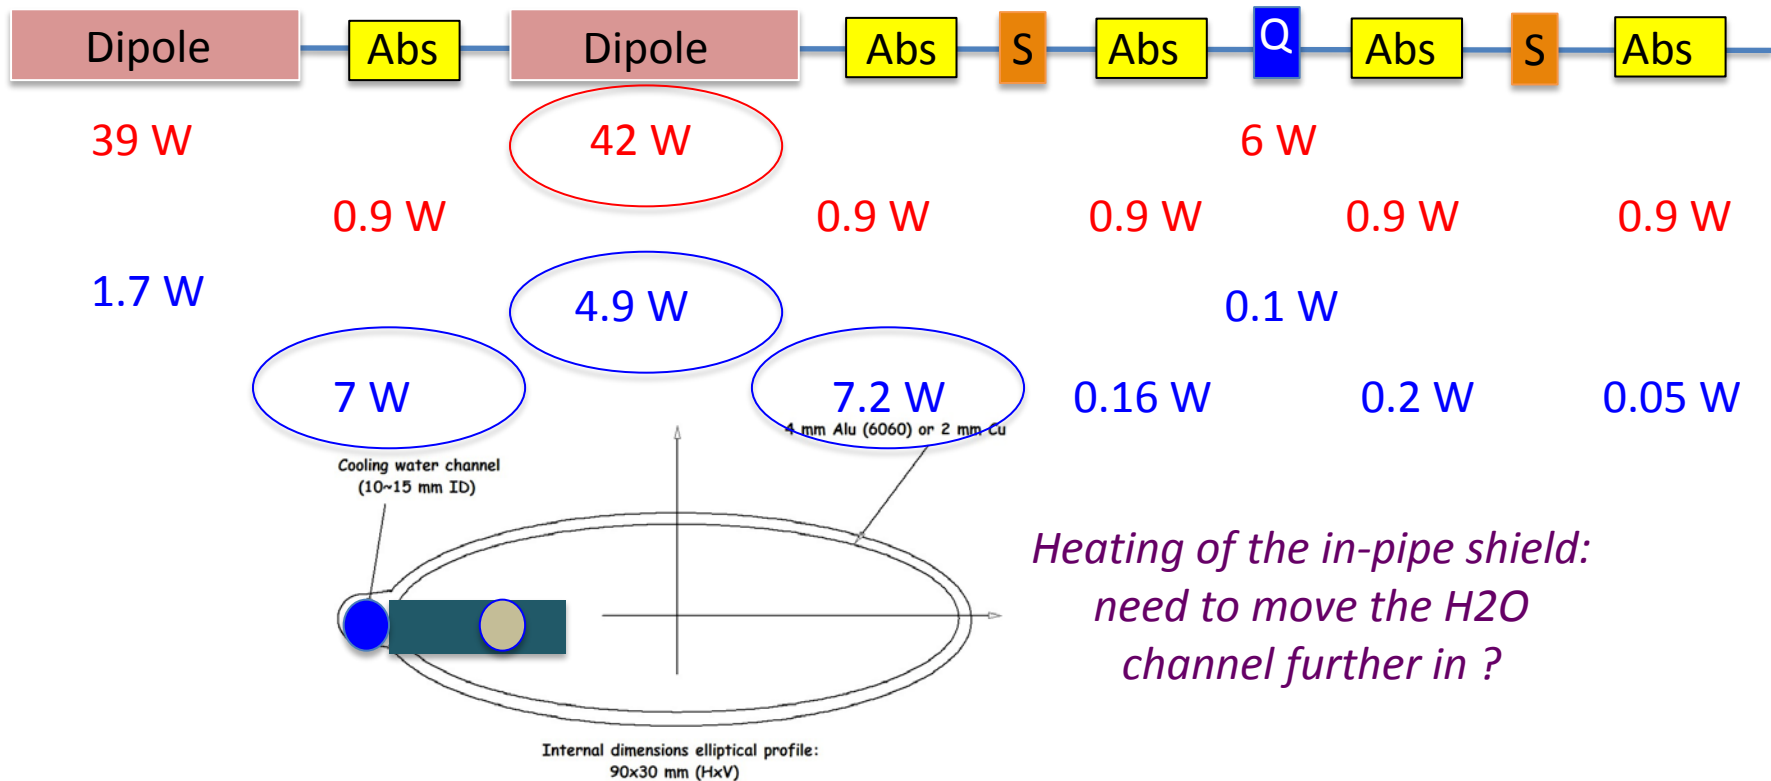 Dipole Abs Dipole Abs S Abs Q Abs S Abs
39 W 42 W 6 W
0.9 W 0.9 W 0.9 W 0.9 W 0.9 W
1.7 W 4.9 W 0.1 W
7 W 7.2 W 0.16 W 0.2 W 0.05 W
4 mm Alu (6060) or 2 mm Cu
Cooling water channel
(10~15 mm ID)
Heating of the in-pipe shield:
need to move the H2O
channel further in ?
Internal dimensions elliptical profile:
90x30 mm (HxV)